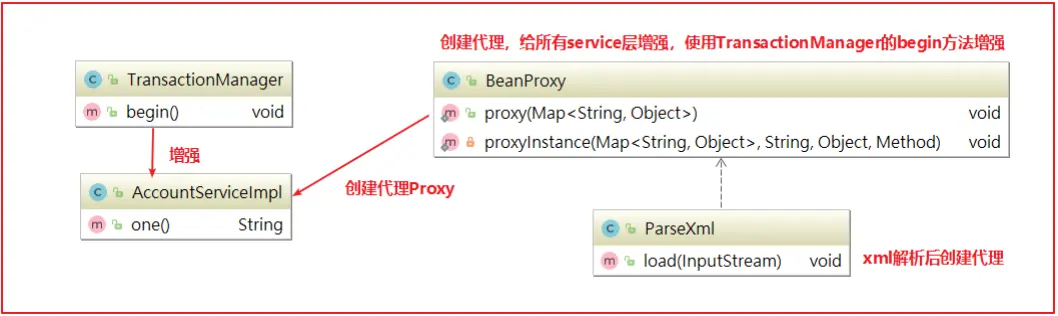 创建代理，给所有service层增强，使用TransactionManager的begin方法增强
C TransactionManager
m begin() void
C BeanProxy
m proxy(Map<String, Object>) void
m proxyInstance(Map<String, Object>, String, Object, Method) void
增强
创建代理Proxy
C AccountServiceImpl
m one() String
C ParseXml
m load(InputStream) void
xml解析后创建代理